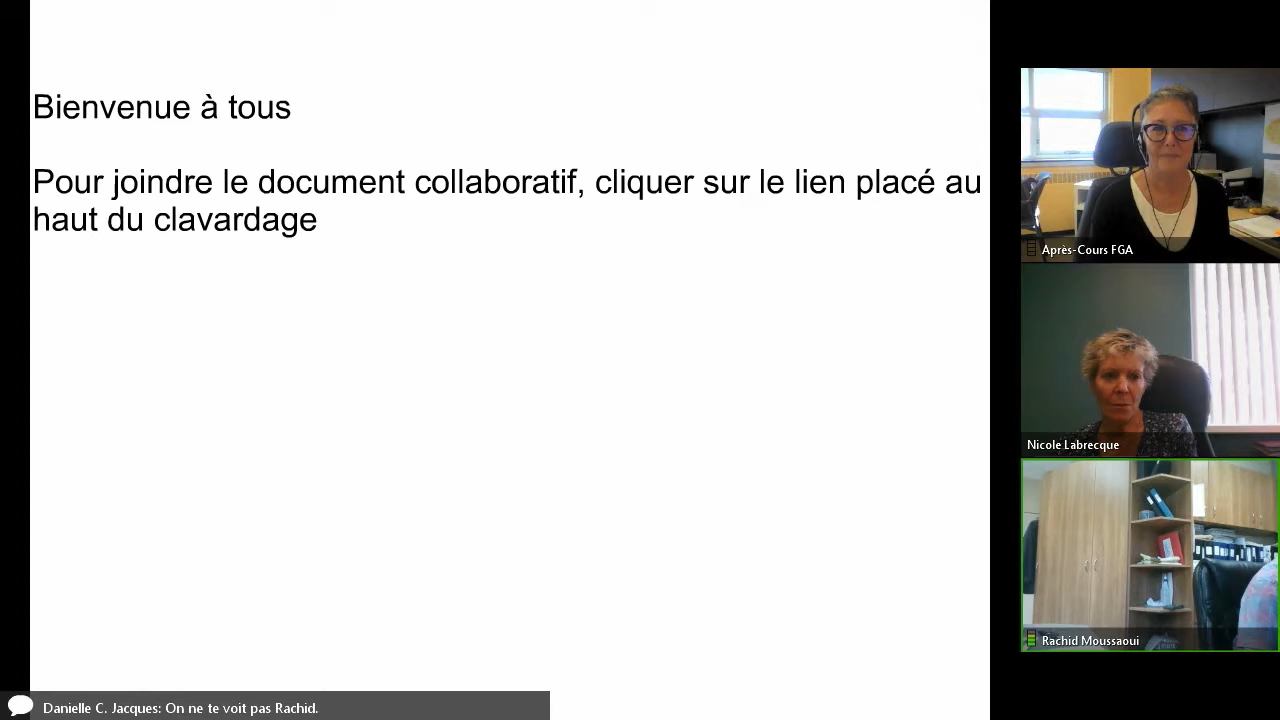 Bienvenue à tous
Pour joindre le document collaboratif, cliquer sur le lien placé au
haut du clavardage
Après-Cours FGA
Nicole Labrecque
Rachid Moussaoui
Danielle C. Jacques: On ne te voit pas Rachid.